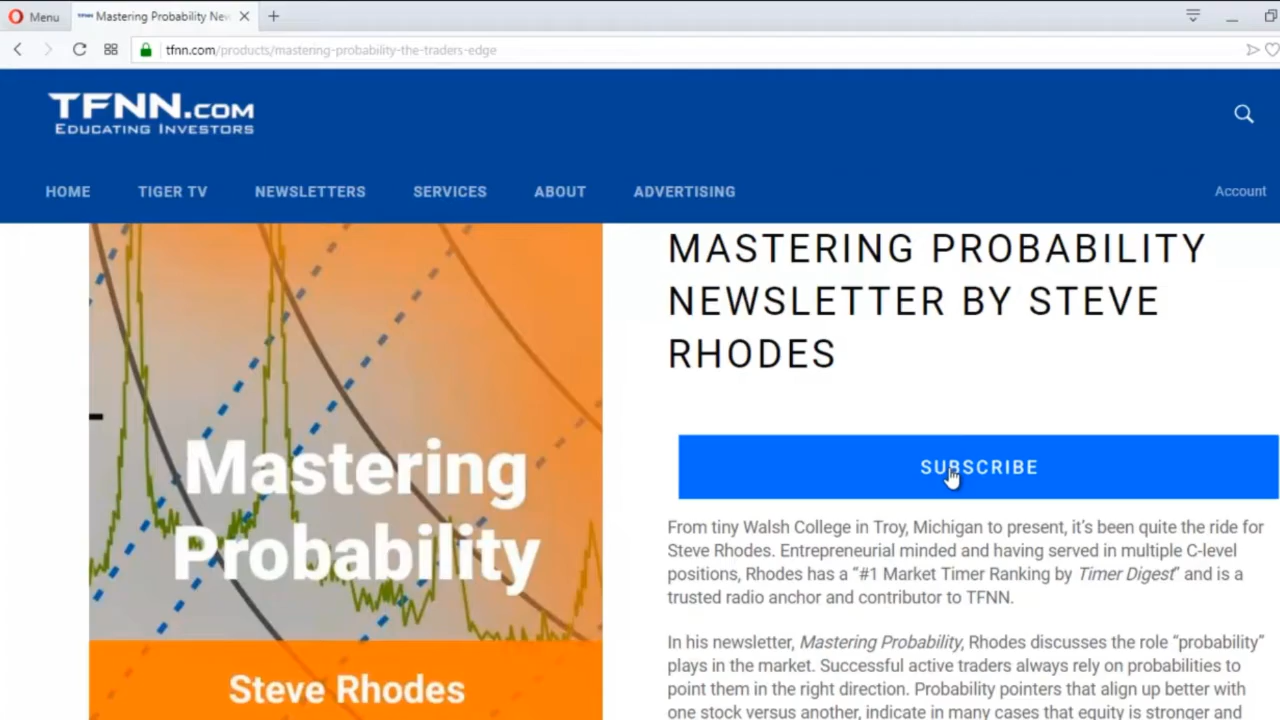 Menu
Mastering Probability New
tfnn.com/products/mastering-probability-the-traders-edge
TFNN.COM
EDUCATING INVESTORS
HOME TIGER TV NEWSLETTERS SERVICES ABOUT ADVERTISING Account
Mastering
Probability
Steve Rhodes
MASTERING PROBABILITY
NEWSLETTER BY STEVE
RHODES
SUBSCRIBE
From tiny Walsh College in Troy, Michigan to present, it's been quite the ride for
Steve Rhodes. Entrepreneurial minded and having served in multiple C-level
positions, Rhodes has a “#1 Market Timer Ranking by Timer Digest” and is a
trusted radio anchor and contributor to TFNN.
In his newsletter, Mastering Probability, Rhodes discusses the role “probability”
plays in the market. Successful active traders always rely on probabilities to
point them in the right direction. Probability pointers that align up better with
one stock versus another, indicate in many cases that equity is stronger and